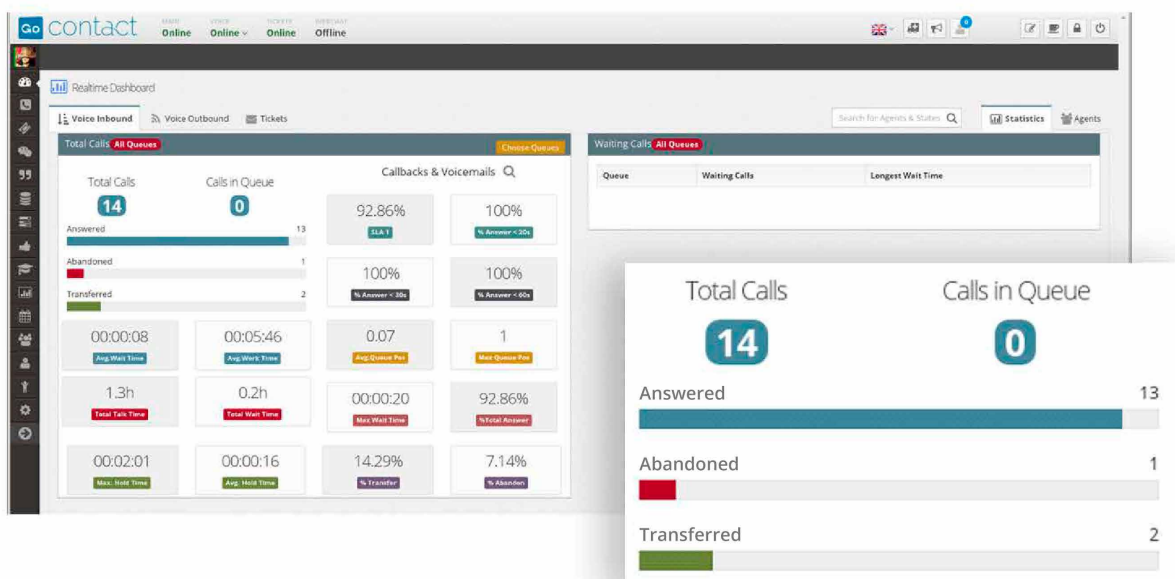 Go contact
MAIN VOICE TICKETS WEBCHAT
Online Online Online Offline
Realtime Dashboard
Voice Inbound Voice Outbound Tickets
Search for Agents & States
Statistics Agents
Total Calls All Queues Choose Queues
Total Calls Calls in Queue
14 0
Answered 13
Abandoned 1
Transferred 2
Callbacks & Voicemails
92.86% 100%
SLA 1 % Answer < 20s
100% 100%
% Answer < 30s % Answer < 60s
00:00:08 00:05:46 0.07 1
Avg.Wait Time Avg.Work Time Avg Queue Pos Max Queue Pos
1.3h 0.2h 00:00:20 92.86%
Total Talk Time Total Wait Time Max Wait Time %Total Answer
00:02:01 00:00:16 14.29% 7.14%
Max. Hold Time Avg. Hold Time % Transfer % Abandon
Waiting Calls All Queues
Queue Waiting Calls Longest Wait Time
Total Calls Calls in Queue
14 0
Answered 13
Abandoned 1
Transferred 2